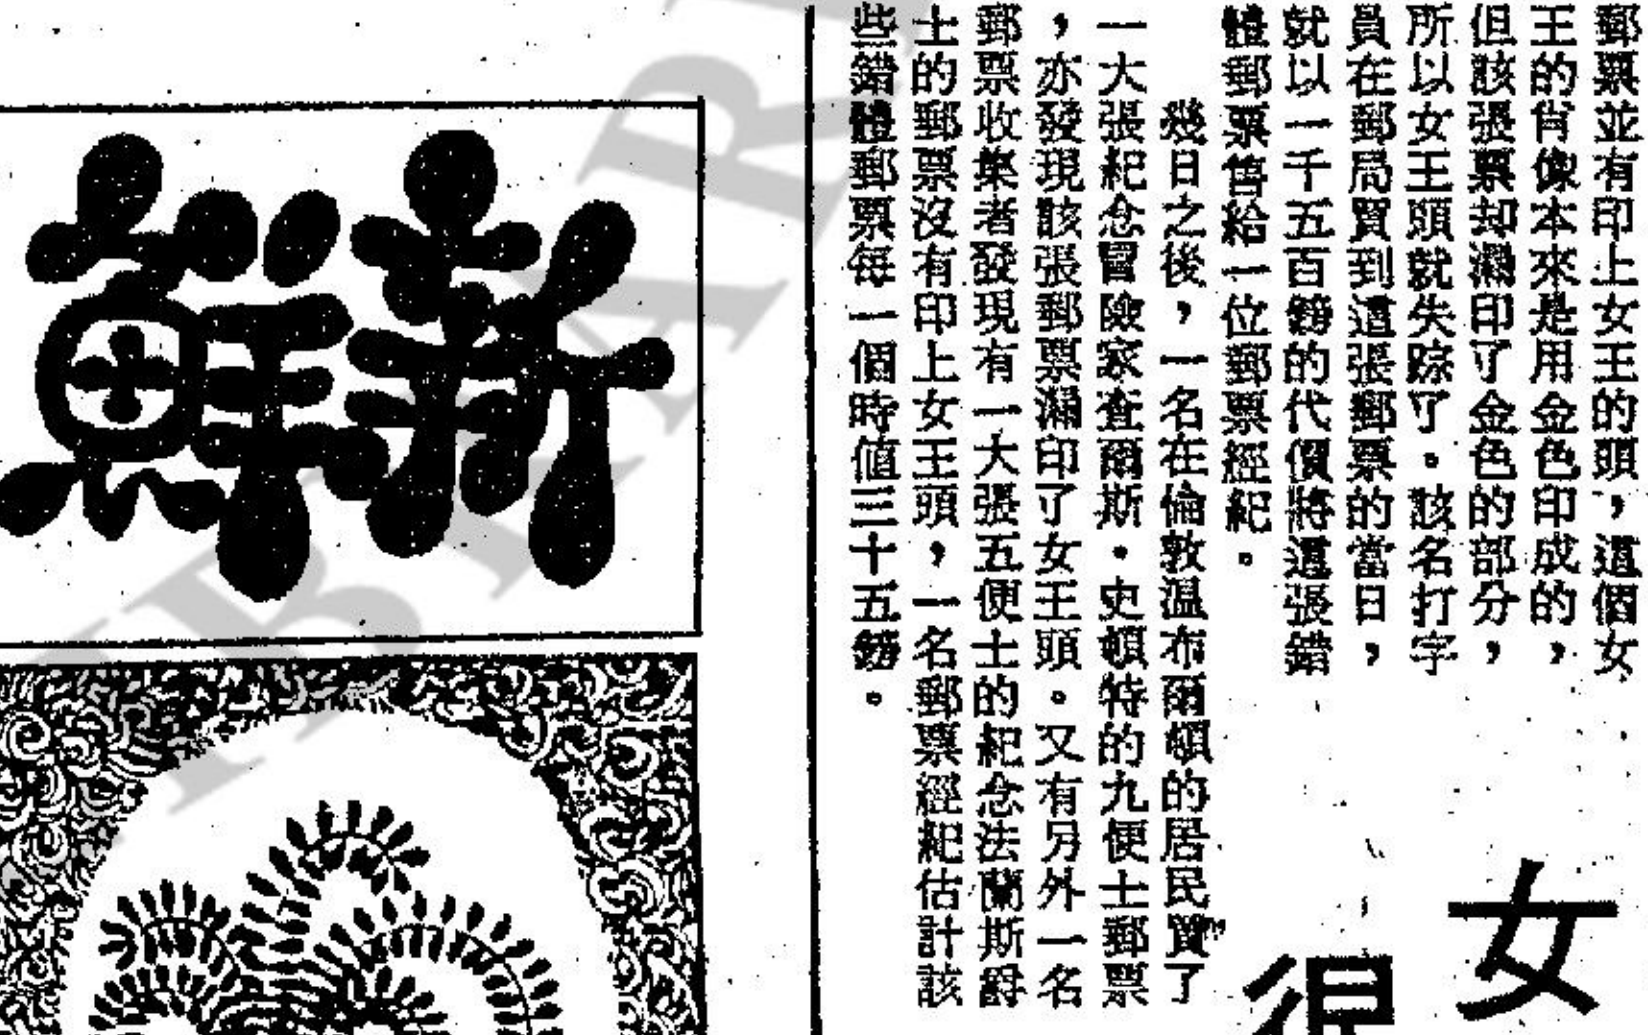 郵票並有印上女王的頭，這個女
王的肖像本來是用金色印成的，
但該張票却漏印了金色的部分，
所以女王頭就失踪了。該名打字
員在郵局買到這張郵票的當日，
就以一千五百鎊的代價將這張錯
體郵票售給一位郵票經紀。
幾日之後，一名在倫敦温布爾頓的居民買了
一大張紀念冒險家查爾斯・史頓特的九便士郵票
，亦發現該張郵票漏印了女王頭。又有另外一名
郵票收集者發現有一大張五便士的紀念法蘭斯爵
士的郵票沒有印上女王頭，一名郵票經紀估計該
些錯體郵票每一個時值三十五鎊。
女
很
新鮮